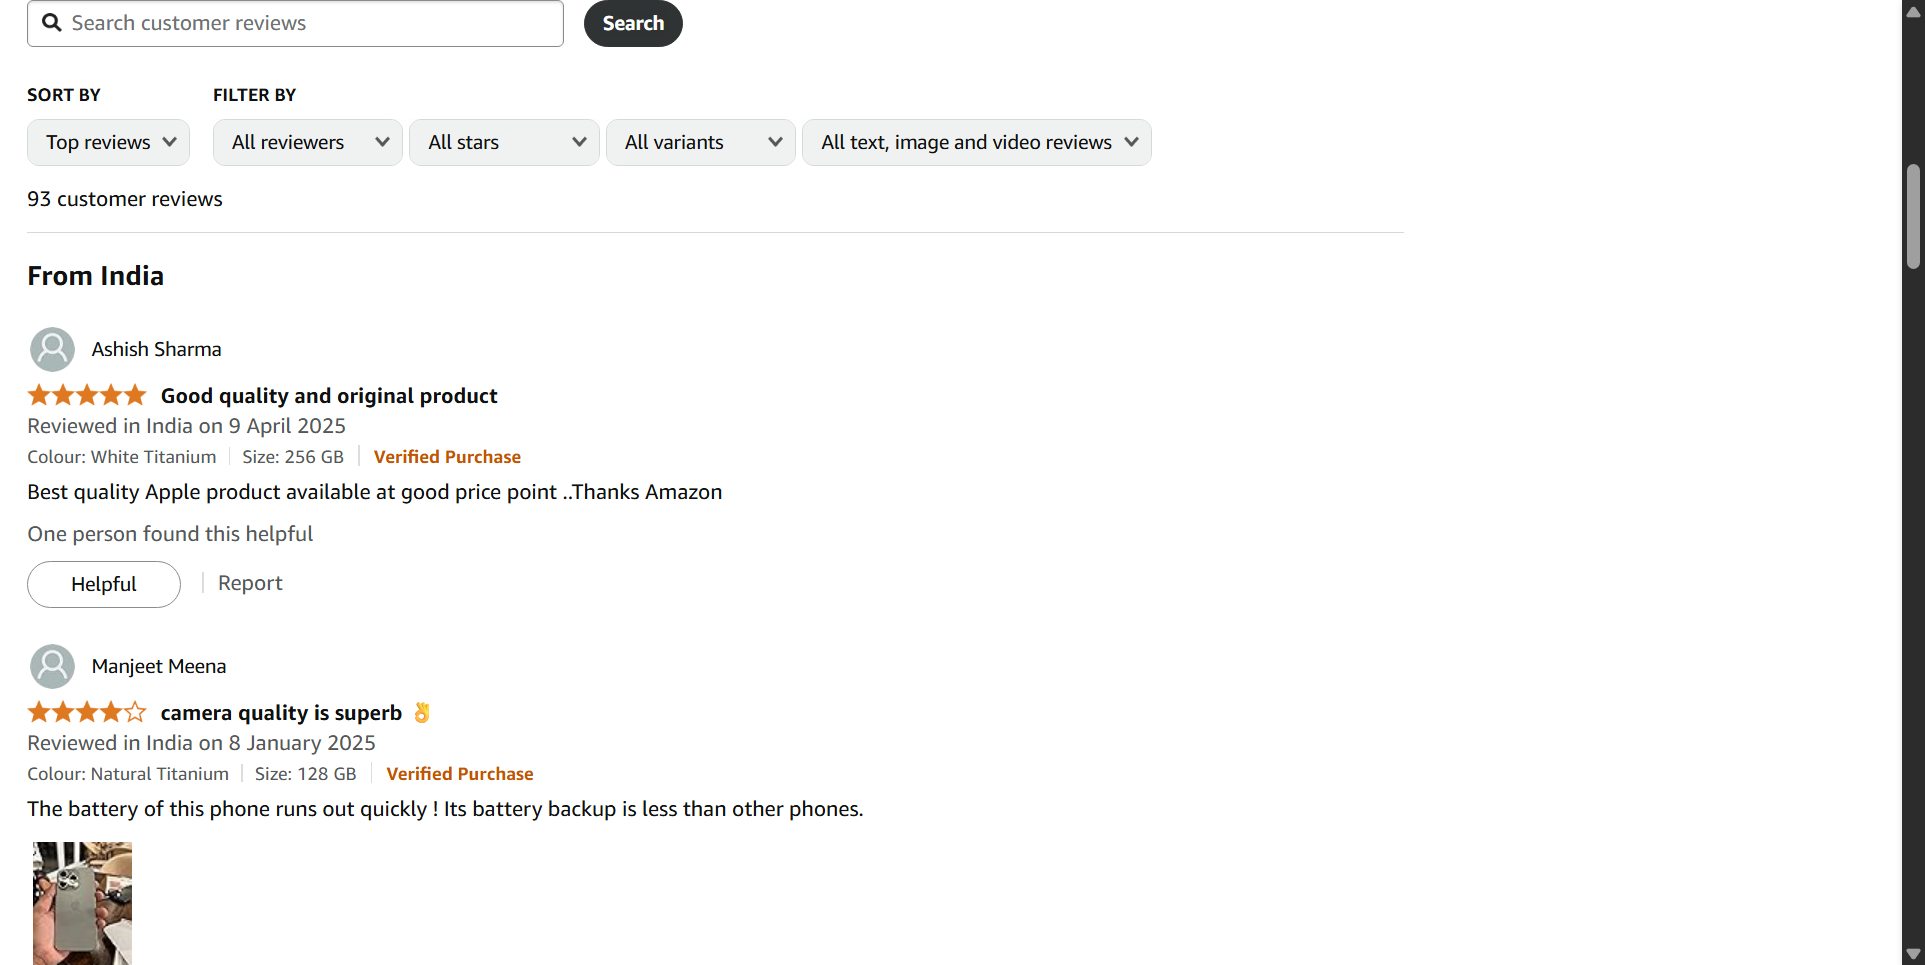 Search customer reviews
Search
SORT BY
FILTER BY
Top reviews
All reviewers
All stars
All variants
All text, image and video reviews
93 customer reviews
From India
Ashish Sharma
Good quality and original product
Reviewed in India on 9 April 2025
Colour: White Titanium | Size: 256 GB | Verified Purchase
Best quality Apple product available at good price point ..Thanks Amazon
One person found this helpful
Helpful | Report
Manjeet Meena
camera quality is superb 👌
Reviewed in India on 8 January 2025
Colour: Natural Titanium | Size: 128 GB | Verified Purchase
The battery of this phone runs out quickly ! Its battery backup is less than other phones.